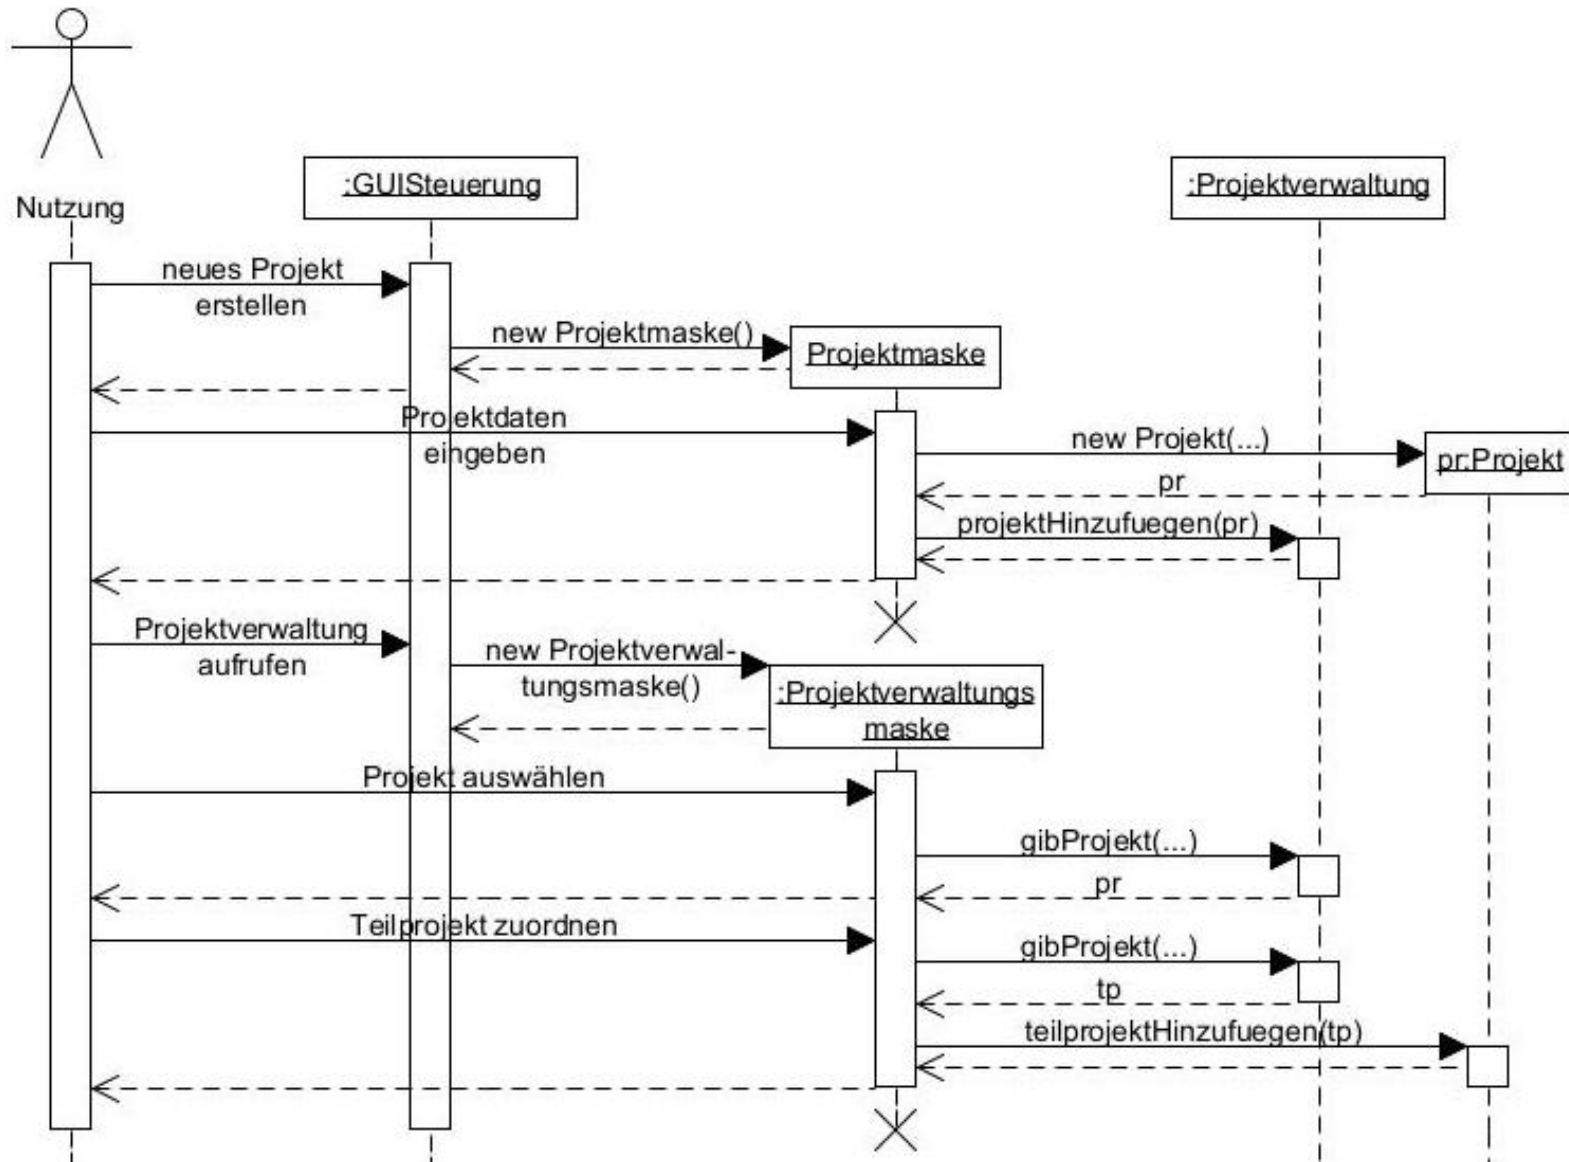 Nutzung
:GUISteuerung
:Projektverwaltung
neues Projekt
erstellen
new Projektmaske()
Projektmaske
Projektdaten
eingeben
new Projekt(...)
pr:Projekt
pr
projektHinzufuegen(pr)
Projektverwaltung
aufrufen
new Projektverwal-
tungsmaske()
:Projektverwaltungs
maske
Projekt auswählen
gibProjekt(...)
pr
Teilprojekt zuordnen
gibProjekt(...)
tp
teilprojektHinzufuegen(tp)